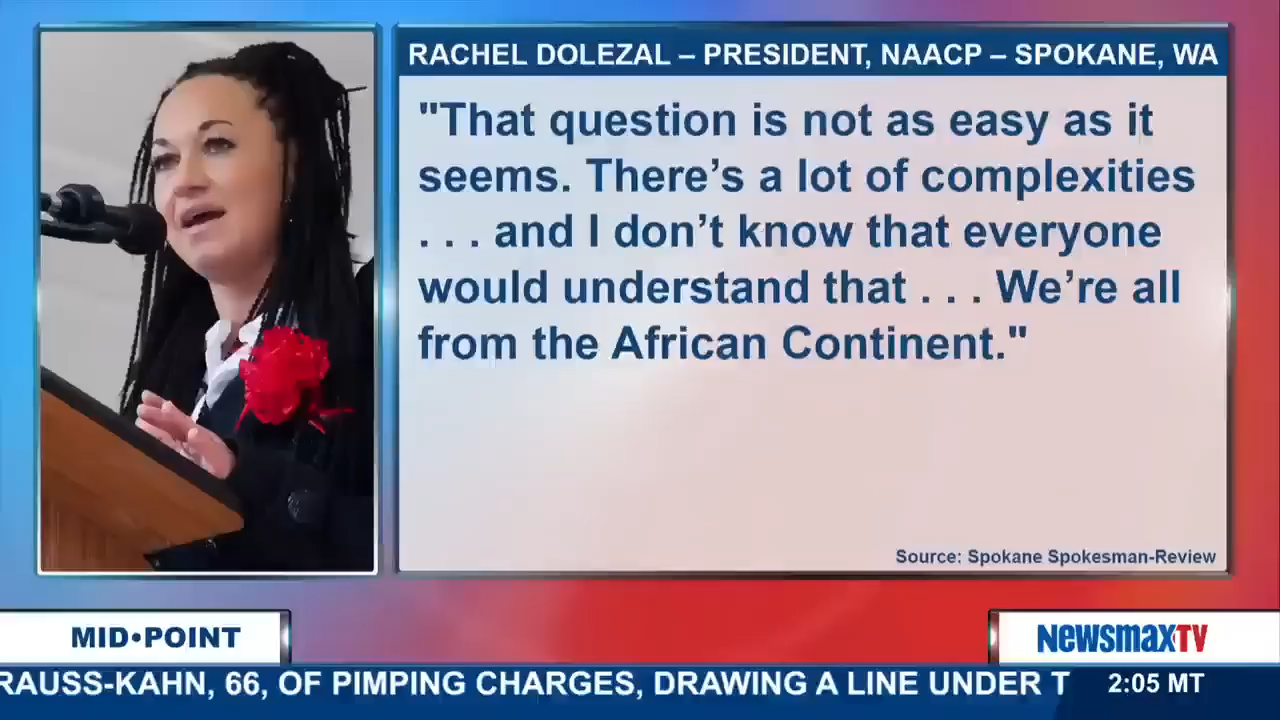 RACHEL DOLEZAL – PRESIDENT, NAACP – SPOKANE, WA
"That question is not as easy as it
seems. There’s a lot of complexities
. . . and I don’t know that everyone
would understand that . . . We’re all
from the African Continent."
Source: Spokane Spokesman-Review
MID•POINT
NEWSMAXTV
RAUSS-KAHN, 66, OF PIMPING CHARGES, DRAWING A LINE UNDER T
2:05 MT